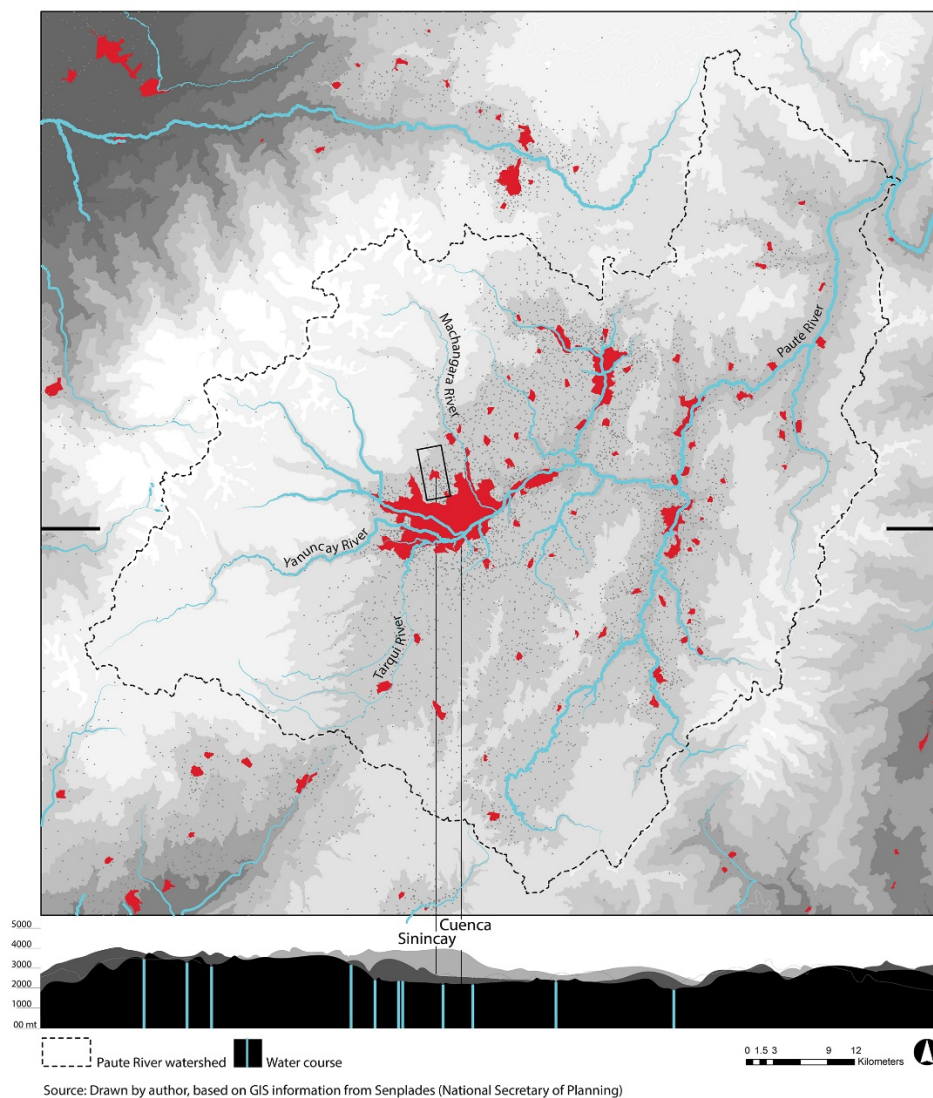 Machangara River
Paute River
Yanuncay River
Tarqui River
Cuenca
Sinincay
5000
4000
3000
2000
1000
00 mt
Paute River watershed
Water course
0 1.5 3 9 12
Kilometers
Source: Drawn by author, based on GIS information from Senplades (National Secretary of Planning)